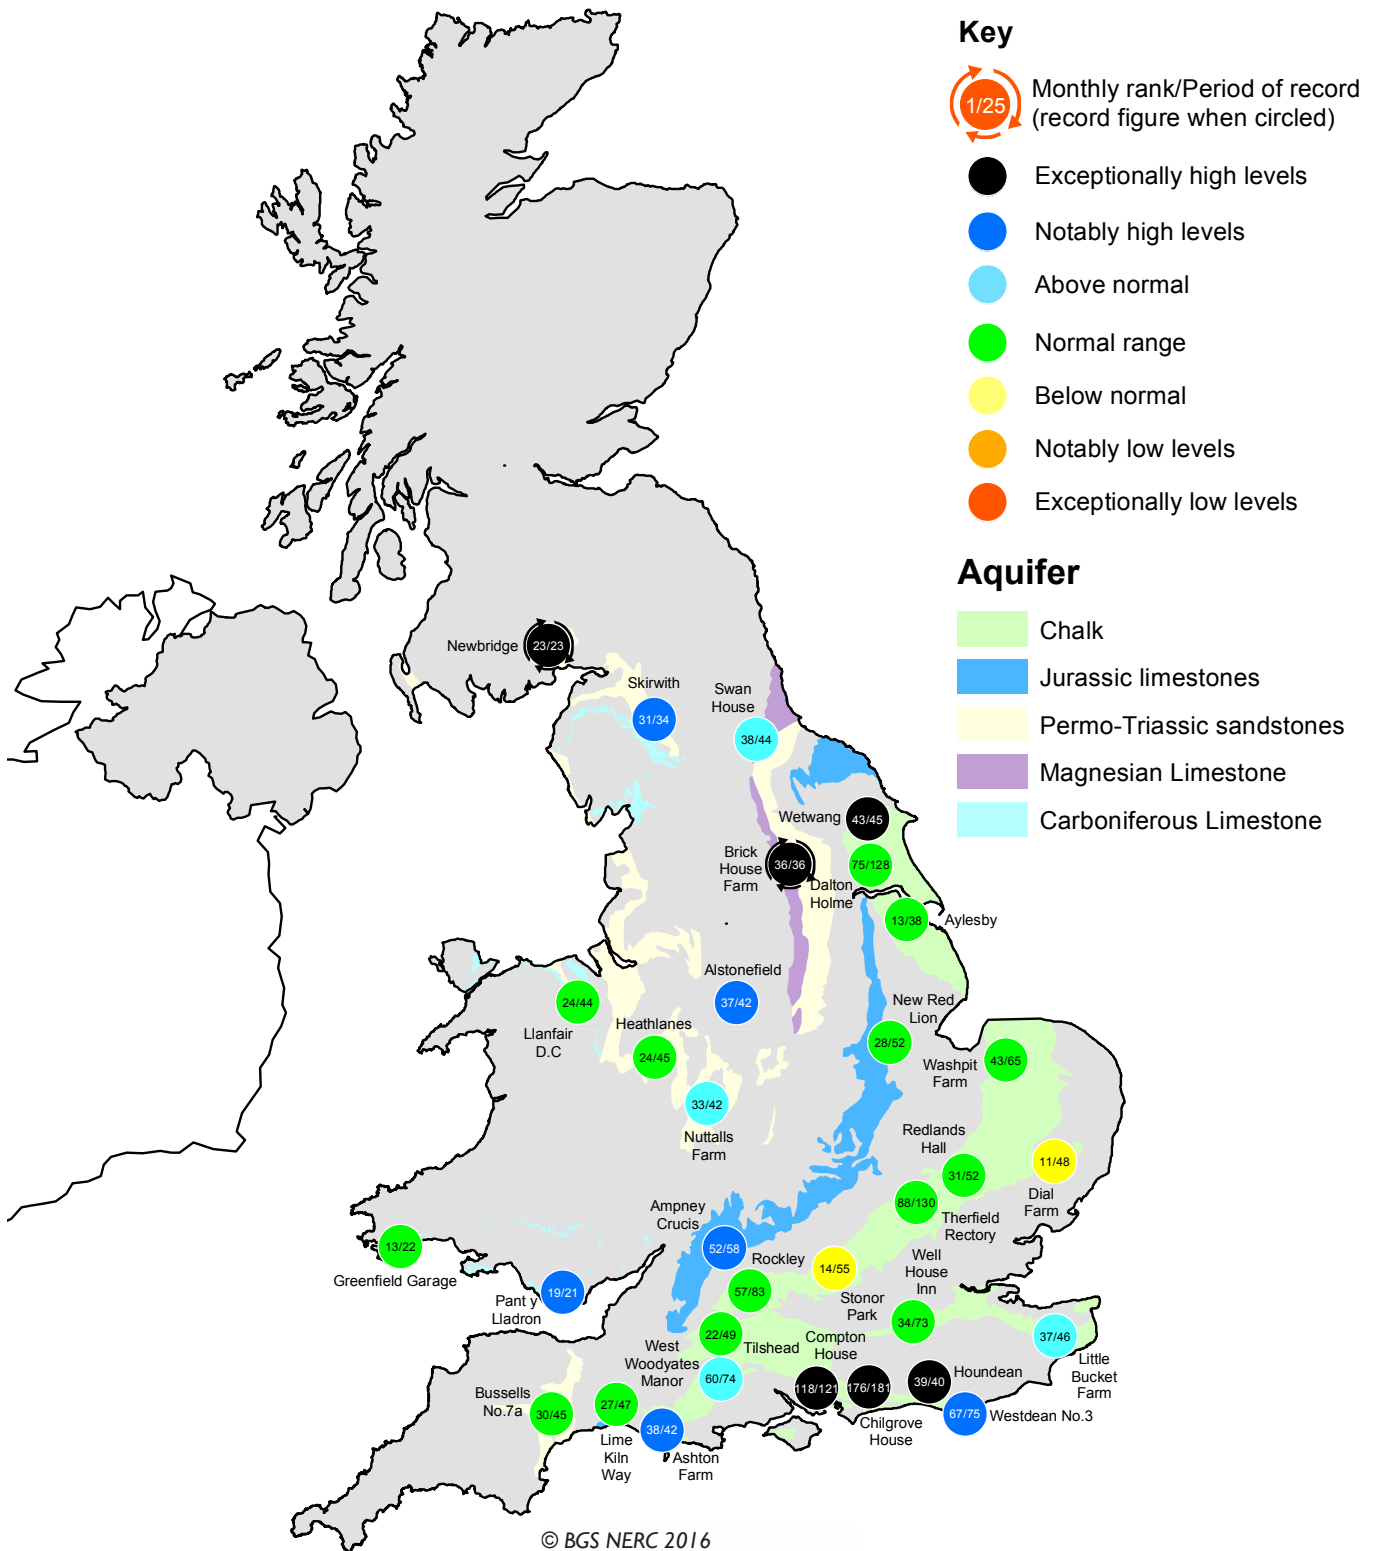 Key
1/25
Monthly rank/Period of record
(record figure when circled)
Exceptionally high levels
Notably high levels
Above normal
Normal range
Below normal
Notably low levels
Exceptionally low levels
Aquifer
Chalk
Jurassic limestones
Permo-Triassic sandstones
Magnesian Limestone
Carboniferous Limestone
Newbridge
23/23
Skirwith
31/34
Swan
House
38/44
Wetwang
43/45
Brick
House
Farm
36/36
75/128
Dalton
Holme
13/38
Aylesby
Alstonefield
37/42
24/44
Llanfair
D.C
Heathlanes
24/45
New Red
Lion
28/52
Washpit
Farm
43/65
33/42
Nuttalls
Farm
Redlands
Hall
31/52
11/48
Dial
Farm
88/130
Therfield
Rectory
Ampney
Crucis
52/58
13/22
Greenfield Garage
Pant y
Lladron
19/21
Rockley
57/83
14/55
Stonor
Park
Well
House
Inn
34/73
22/49
Tilshead
Compton
House
118/121
37/46
Little
Bucket
Farm
West
Woodyates
Manor
60/74
176/181
Chilgrove
House
39/40
Houndean
67/75
Westdean No.3
Bussells
No.7a
30/45
27/47
Lime
Kiln
Way
38/42
Ashton
Farm
© BGS NERC 2016